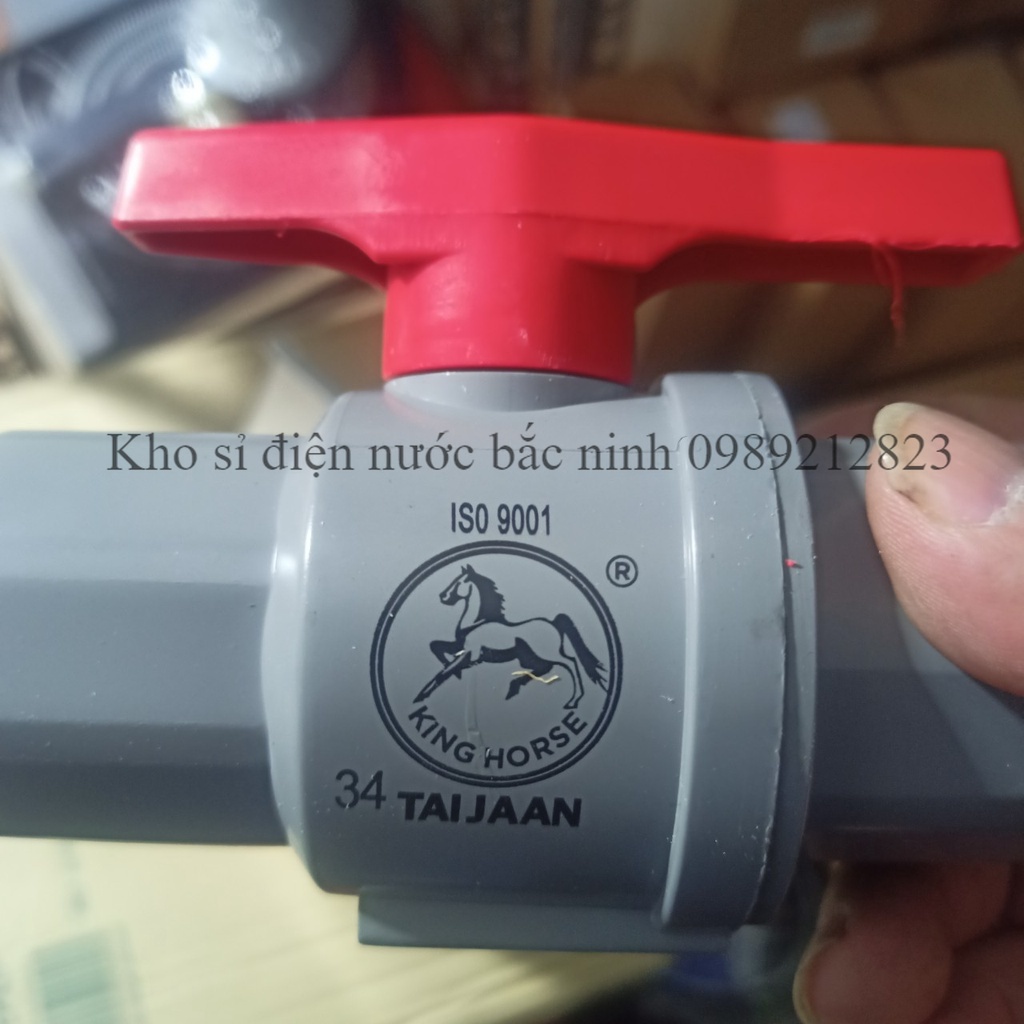 Kho sỉ điện nước bắc ninh 0989212823
ISO 9001
®
KING HORSE
34 TAIJAAN